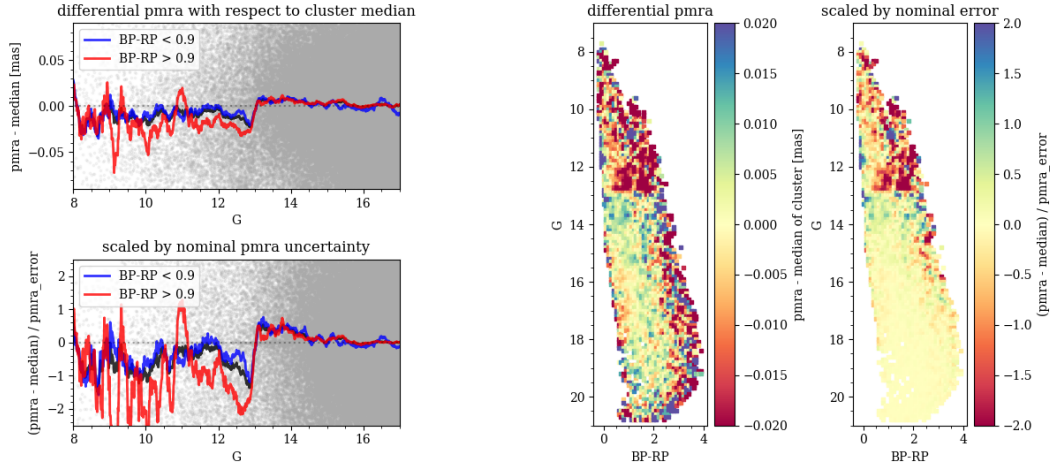 differential pmra with respect to cluster median
pmra - median [mas]
0.05
0.00
−0.05
BP-RP < 0.9
BP-RP > 0.9
8 10 12 14 16
G
scaled by nominal pmra uncertainty
(pmra - median) / pmra_error
2
1
0
−1
−2
BP-RP < 0.9
BP-RP > 0.9
8 10 12 14 16
G
differential pmra
G
8
10
12
14
16
18
20
0 2 4
BP-RP
0.020
0.015
0.010
0.005
0.000
−0.005
−0.010
−0.015
−0.020
pmra - median of cluster [mas]
scaled by nominal error
G
8
10
12
14
16
18
20
0 2 4
BP-RP
2.0
1.5
1.0
0.5
0.0
−0.5
−1.0
−1.5
−2.0
(pmra - median) / pmra_error